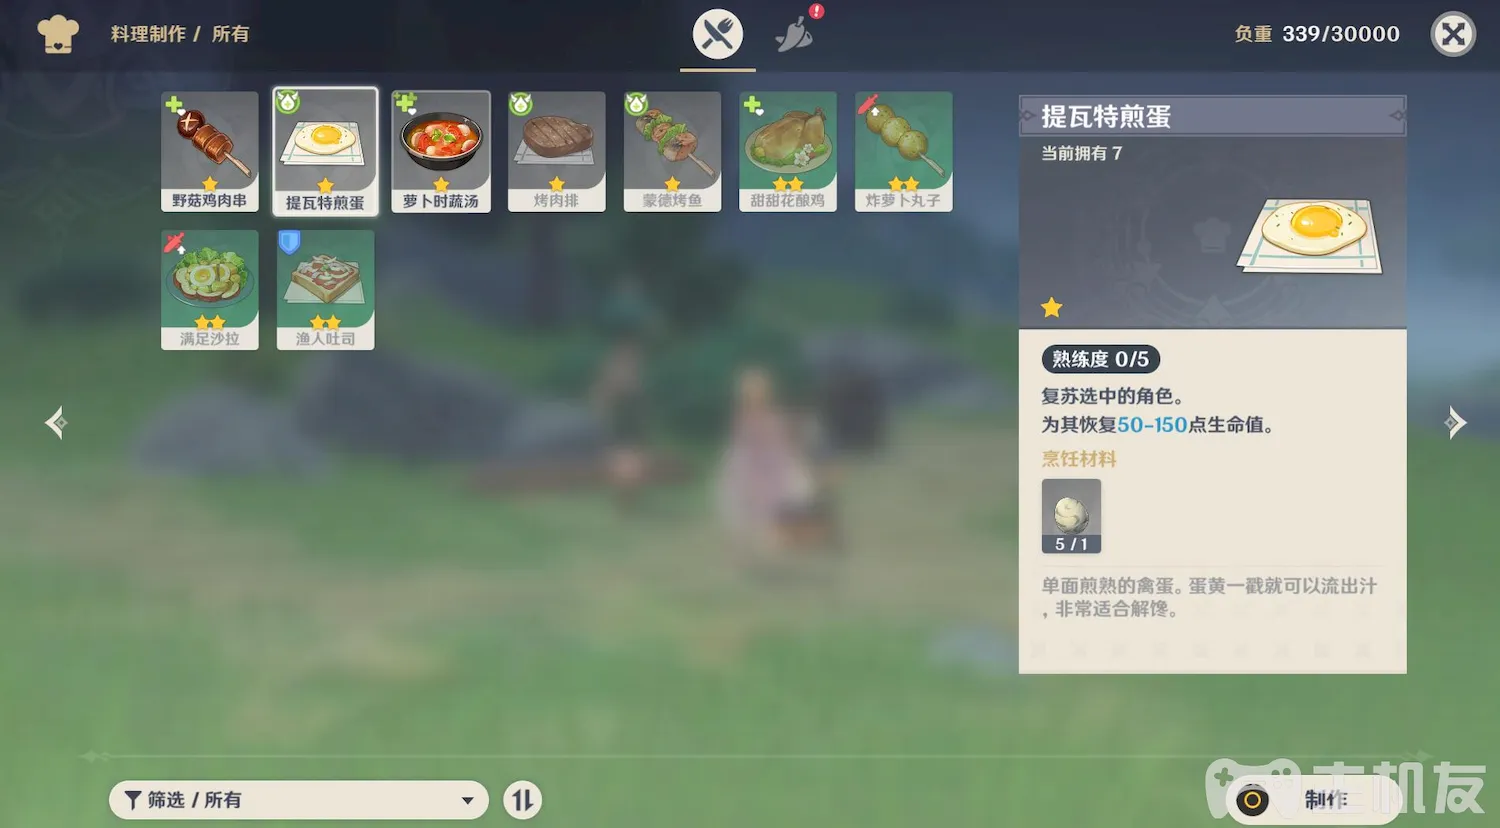 料理制作 / 所有
负重 339/30000
野菇鸡肉串
提瓦特煎蛋
萝卜时蔬汤
烤肉排
蒙德烤鱼
甜甜花酿鸡
炸萝卜丸子
满足沙拉
渔人吐司
提瓦特煎蛋
当前拥有 7
熟练度 0/5
复苏选中的角色。
为其恢复50-150点生命值。
烹饪材料
5 / 1
单面煎熟的禽蛋。蛋黄一戳就可以流出汁
，非常适合解馋。
筛选 / 所有
制作
主机友